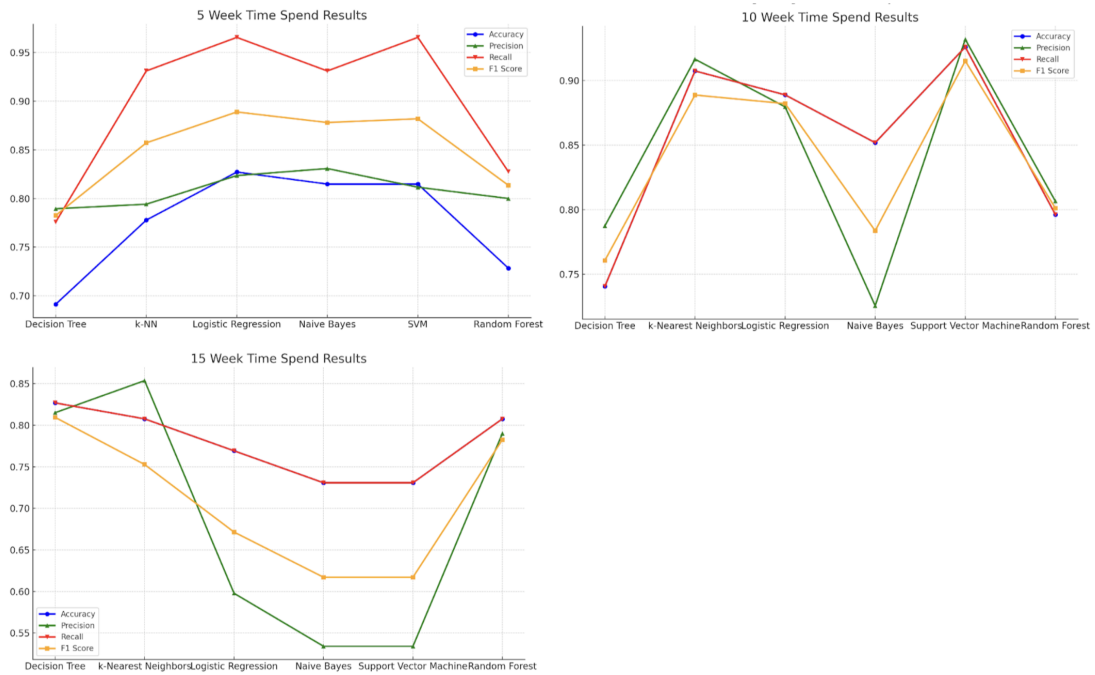 5 Week Time Spend Results
0.95
0.90
0.85
0.80
0.75
0.70
Accuracy
Precision
Recall
F1 Score
Decision Tree k-NN Logistic Regression Naive Bayes SVM Random Forest
10 Week Time Spend Results
0.90
0.85
0.80
0.75
Accuracy
Precision
Recall
F1 Score
Decision Tree k-Nearest Neighbors Logistic Regression Naive Bayes Support Vector Machine Random Forest
15 Week Time Spend Results
0.85
0.80
0.75
0.70
0.65
0.60
0.55
Accuracy
Precision
Recall
F1 Score
Decision Tree k-Nearest Neighbors Logistic Regression Naive Bayes Support Vector Machine Random Forest